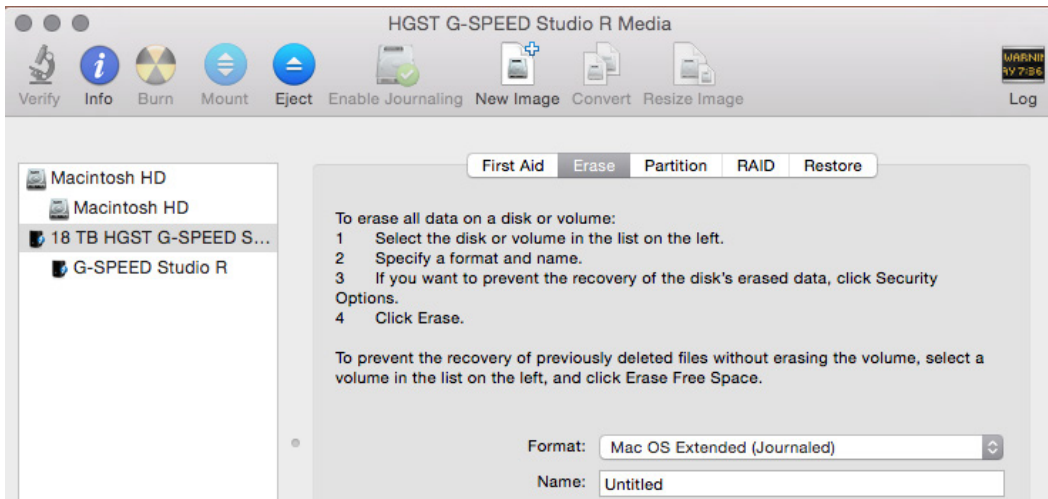 HGST G-SPEED Studio R Media
Verify Info Burn Mount Eject Enable Journaling New Image Convert Resize Image Log
WARNIN
AY 7:36
First Aid Erase Partition RAID Restore
Macintosh HD
Macintosh HD
18 TB HGST G-SPEED S...
G-SPEED Studio R
To erase all data on a disk or volume:
1 Select the disk or volume in the list on the left.
2 Specify a format and name.
3 If you want to prevent the recovery of the disk's erased data, click Security
Options.
4 Click Erase.
To prevent the recovery of previously deleted files without erasing the volume, select a
volume in the list on the left, and click Erase Free Space.
Format: Mac OS Extended (Journaled)
Name: Untitled